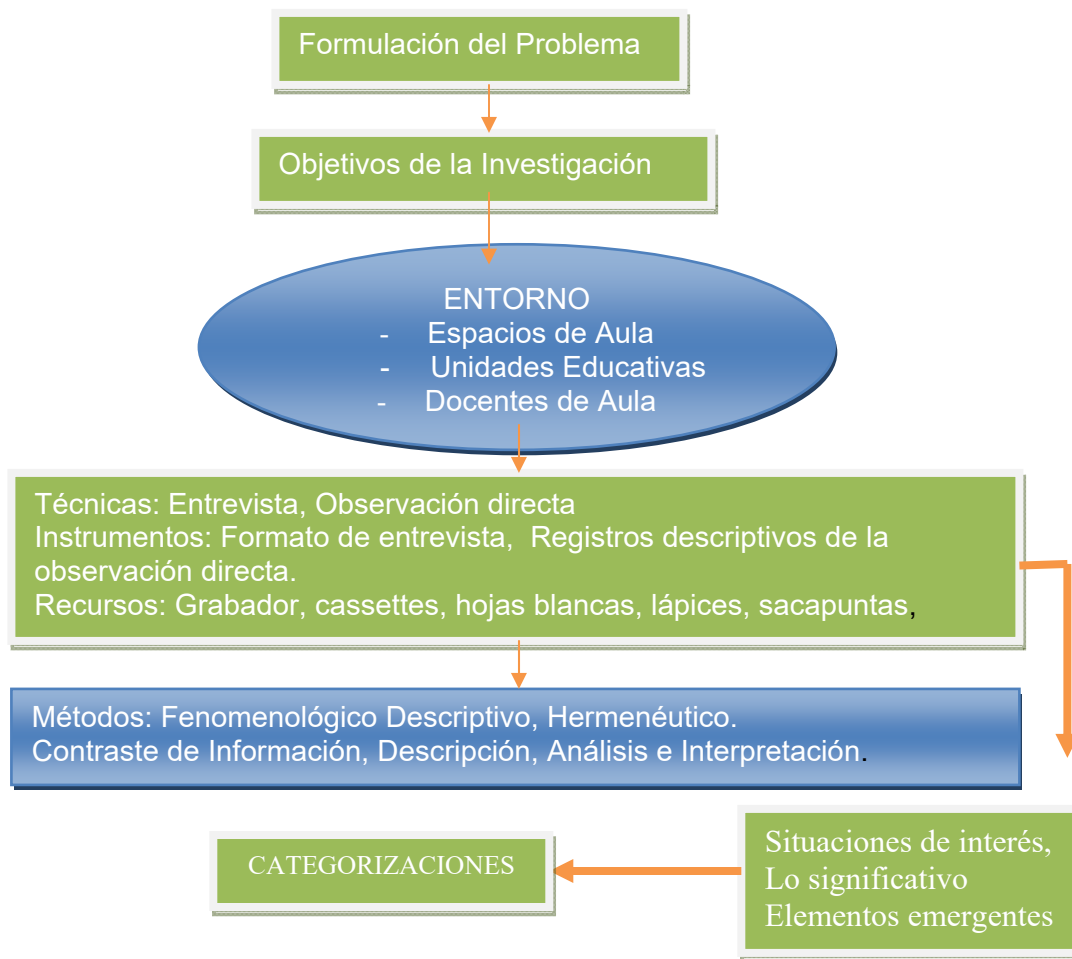 Formulación del Problema
Objetivos de la Investigación
ENTORNO
- Espacios de Aula
- Unidades Educativas
- Docentes de Aula
Técnicas: Entrevista, Observación directa
Instrumentos: Formato de entrevista, Registros descriptivos de la
observación directa.
Recursos: Grabador, cassettes, hojas blancas, lápices, sacapuntas,
Métodos: Fenomenológico Descriptivo, Hermenéutico.
Contraste de Información, Descripción, Análisis e Interpretación.
Situaciones de interés,
Lo significativo
Elementos emergentes
CATEGORIZACIONES